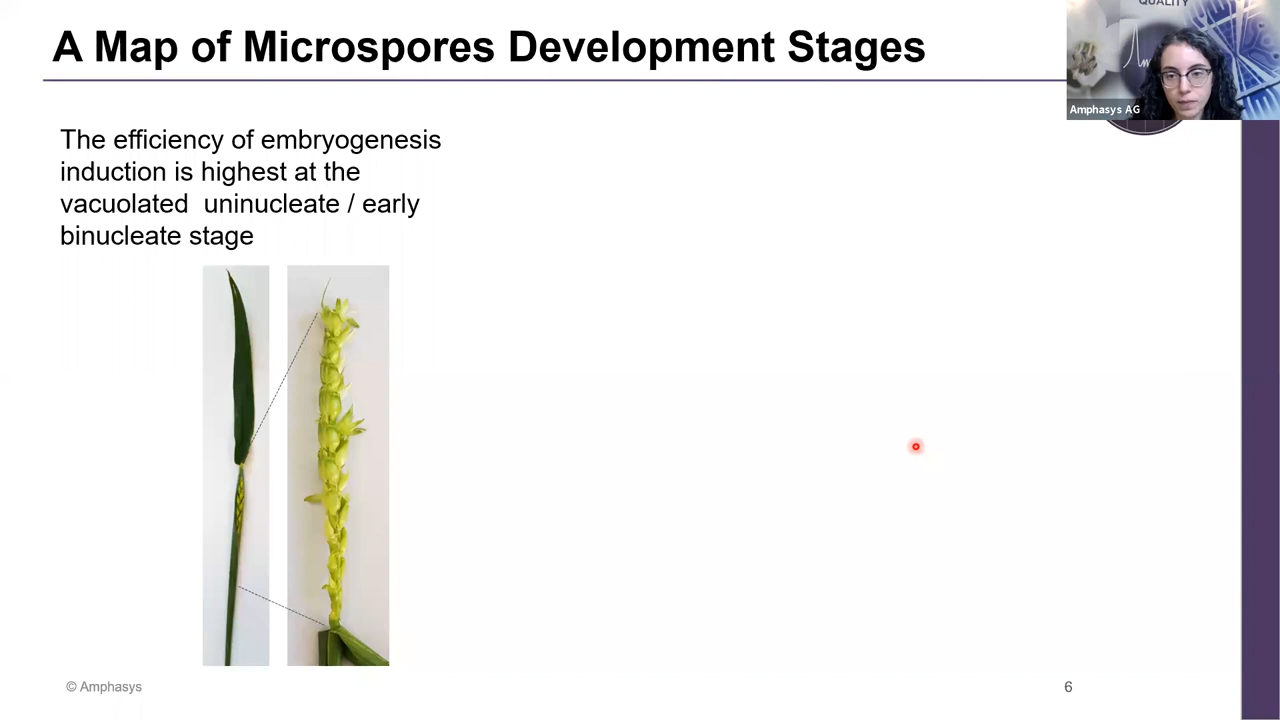 QUALITY
A Map of Microspores Development Stages
Amphasys AG
The efficiency of embryogenesis
induction is highest at the
vacuolated uninucleate / early
binucleate stage
© Amphasys
6